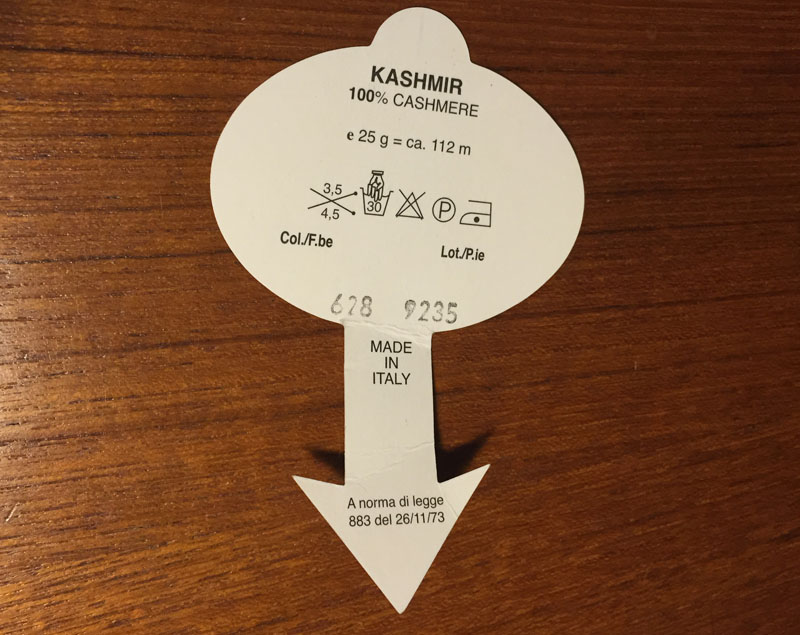 KASHMIR
100% CASHMERE
e 25 g = ca. 112 m
3,5
4,5
30
P
Col./F.be
Lot./P.ie
628 9235
MADE
IN
ITALY
A norma di legge
883 del 26/11/73